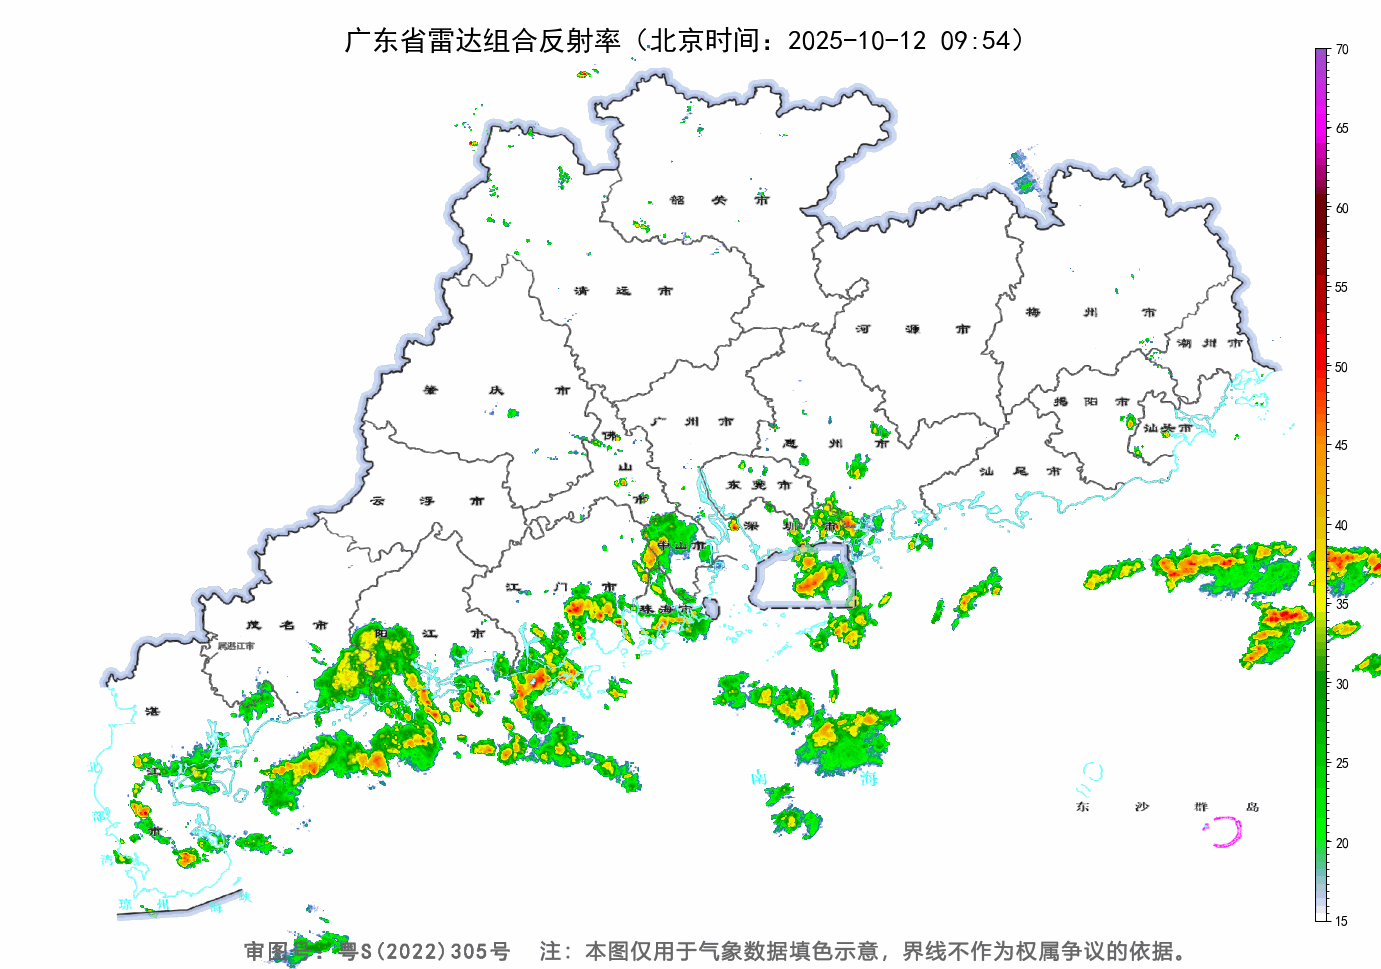 广东省雷达组合反射率（北京时间：2025-10-12 09:54）
70
65
60
55
50
45
40
35
30
25
20
15
韶关市
清远市
河源市
梅州市
潮州市
肇庆市
广州市
佛山市
惠州市
揭阳市
汕头市
汕尾市
东莞市
云浮市
深圳市
中山市
江门市
珠海市
茂名市
阳江市
属湛江市
湛江市
北部湾
南海
东沙群岛
琼州海峡
审图号：粤S(2022)305号 注：本图仅用于气象数据填色示意，界线不作为权属争议的依据。